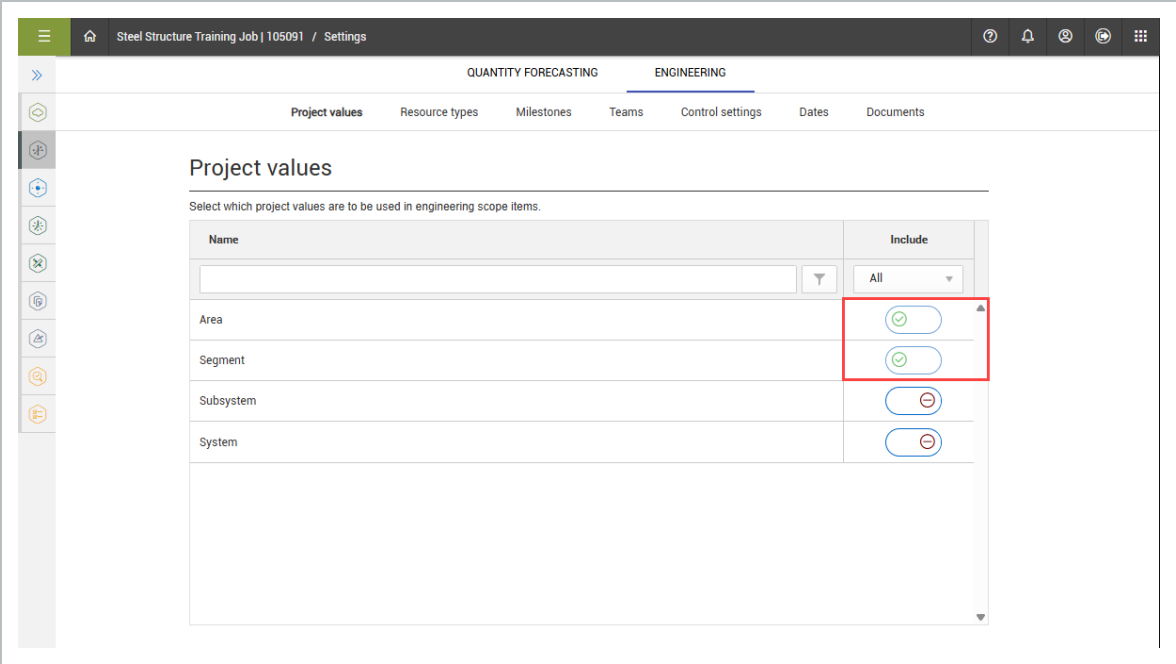 Steel Structure Training Job | 105091 / Settings
QUANTITY FORECASTING ENGINEERING
Project values Resource types Milestones Teams Control settings Dates Documents
Project values
Select which project values are to be used in engineering scope items.
Name Include
All
Area
Segment
Subsystem
System